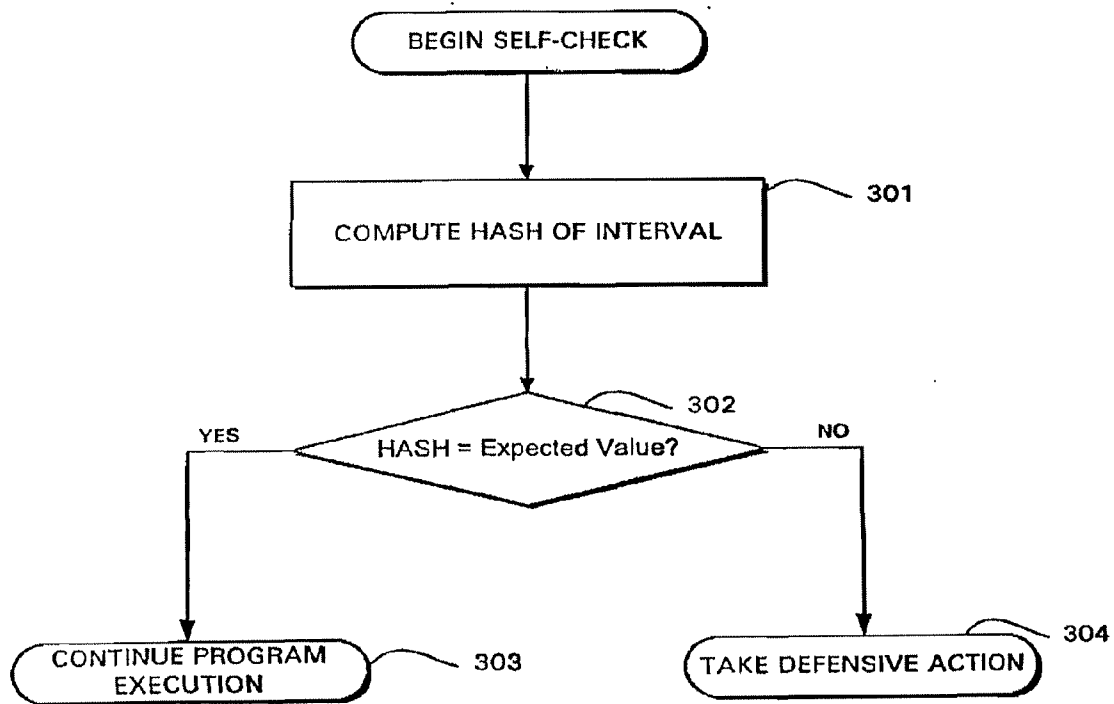 BEGIN SELF-CHECK
301
COMPUTE HASH OF INTERVAL
302
YES
HASH = Expected Value?
NO
304
CONTINUE PROGRAM
EXECUTION
303
TAKE DEFENSIVE ACTION